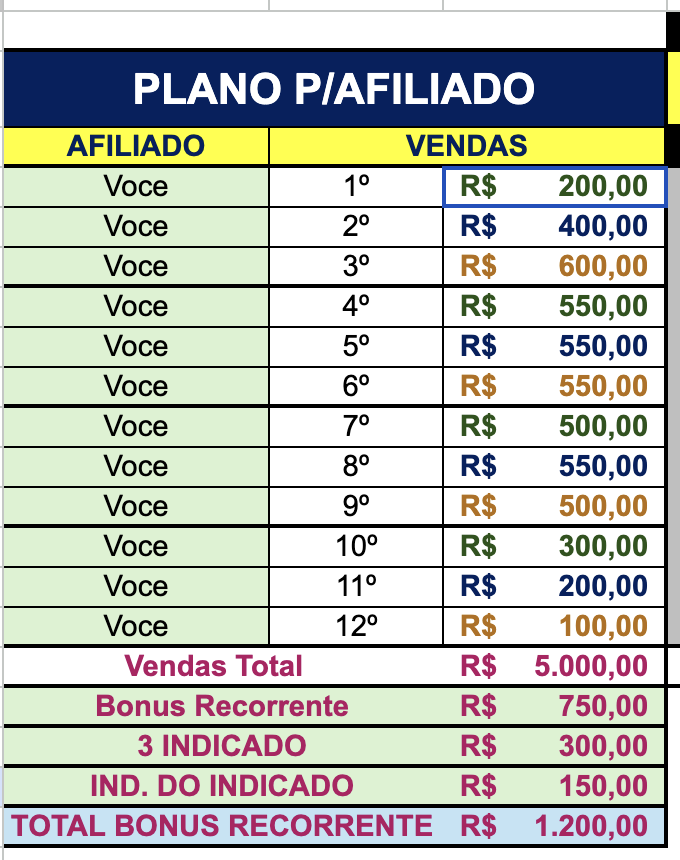 PLANO P/AFILIADO
AFILIADO VENDAS
Voce 1º R$ 200,00
Voce 2º R$ 400,00
Voce 3º R$ 600,00
Voce 4º R$ 550,00
Voce 5º R$ 550,00
Voce 6º R$ 550,00
Voce 7º R$ 500,00
Voce 8º R$ 550,00
Voce 9º R$ 500,00
Voce 10º R$ 300,00
Voce 11º R$ 200,00
Voce 12º R$ 100,00
Vendas Total R$ 5.000,00
Bonus Recorrente R$ 750,00
3 INDICADO R$ 300,00
IND. DO INDICADO R$ 150,00
TOTAL BONUS RECORRENTE R$ 1.200,00